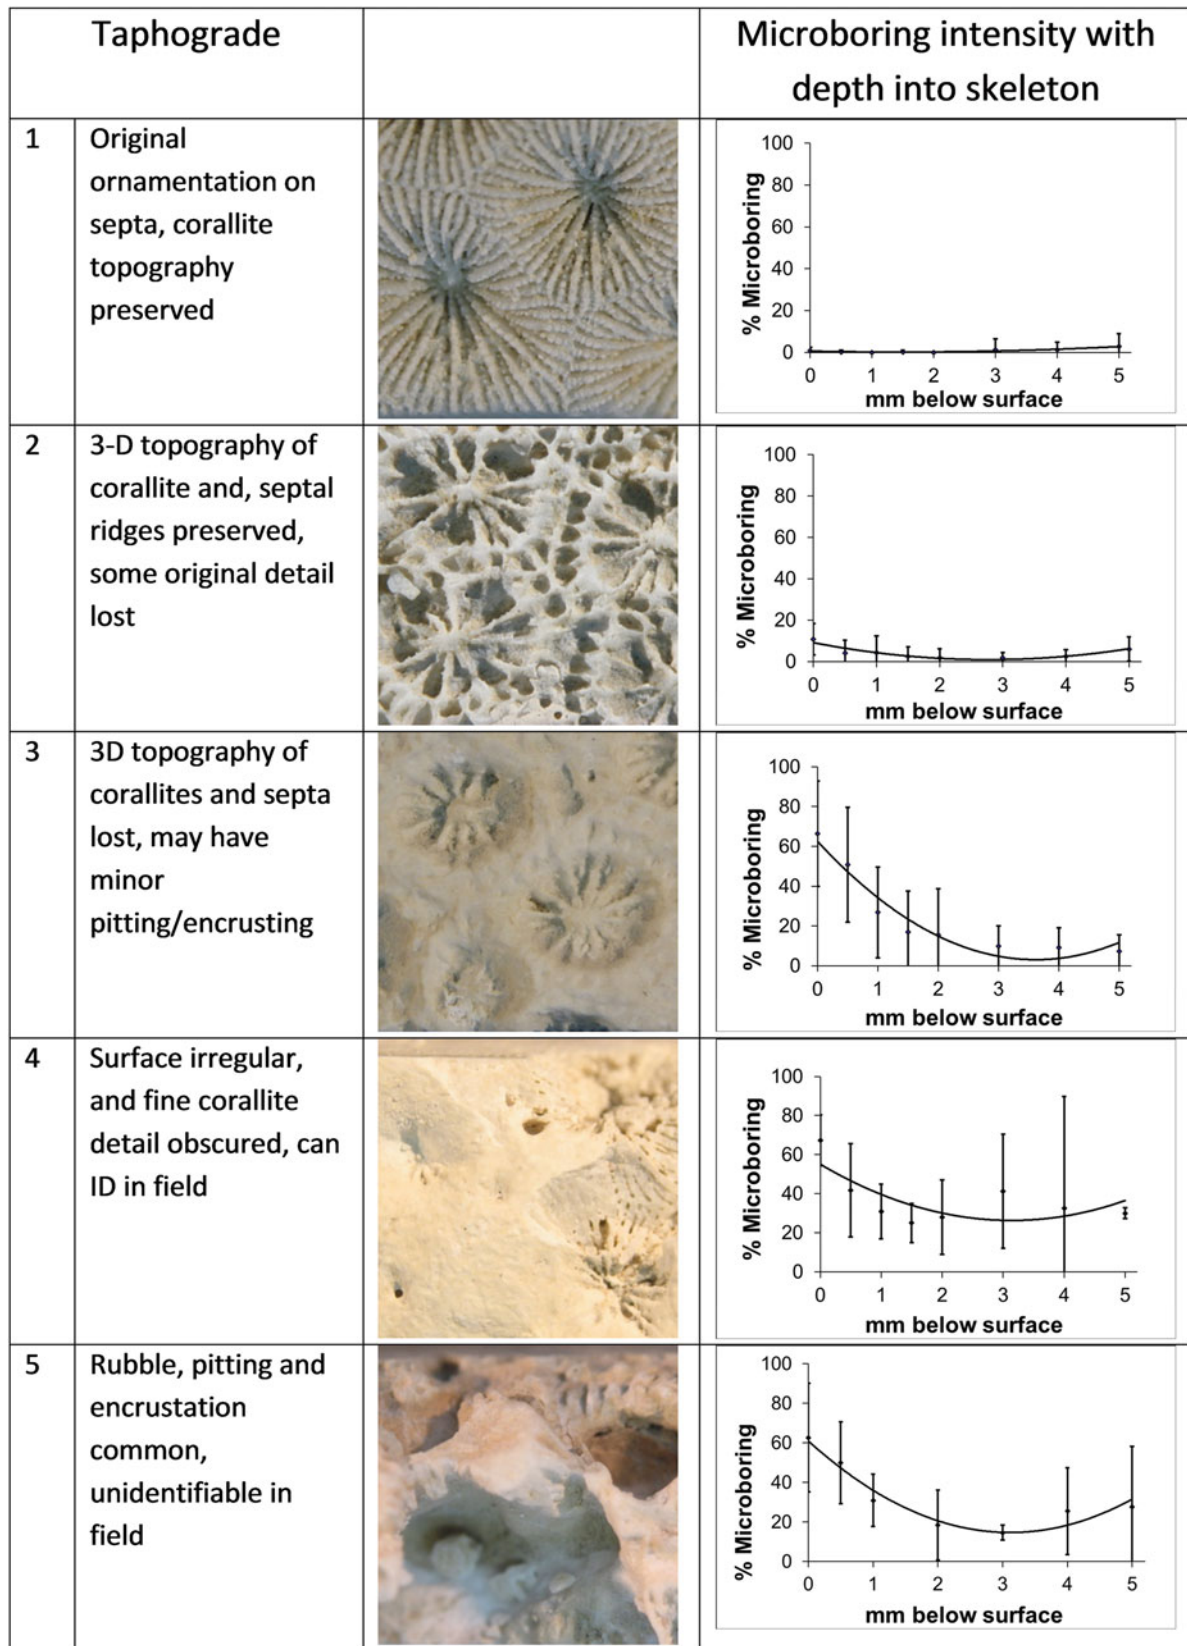 Taphograde
Microboring intensity with
depth into skeleton
1
Original
ornamentation on
septa, corallite
topography
preserved
% Microboring
100
80
60
40
20
0
0 1 2 3 4 5
mm below surface
2
3-D topography of
corallite and, septal
ridges preserved,
some original detail
lost
% Microboring
100
80
60
40
20
0
0 1 2 3 4 5
mm below surface
3
3D topography of
corallites and septa
lost, may have
minor
pitting/encrusting
% Microboring
100
80
60
40
20
0
0 1 2 3 4 5
mm below surface
4
Surface irregular,
and fine corallite
detail obscured, can
ID in field
% Microboring
100
80
60
40
20
0
0 1 2 3 4 5
mm below surface
5
Rubble, pitting and
encrustation
common,
unidentifiable in
field
% Microboring
100
80
60
40
20
0
0 1 2 3 4 5
mm below surface